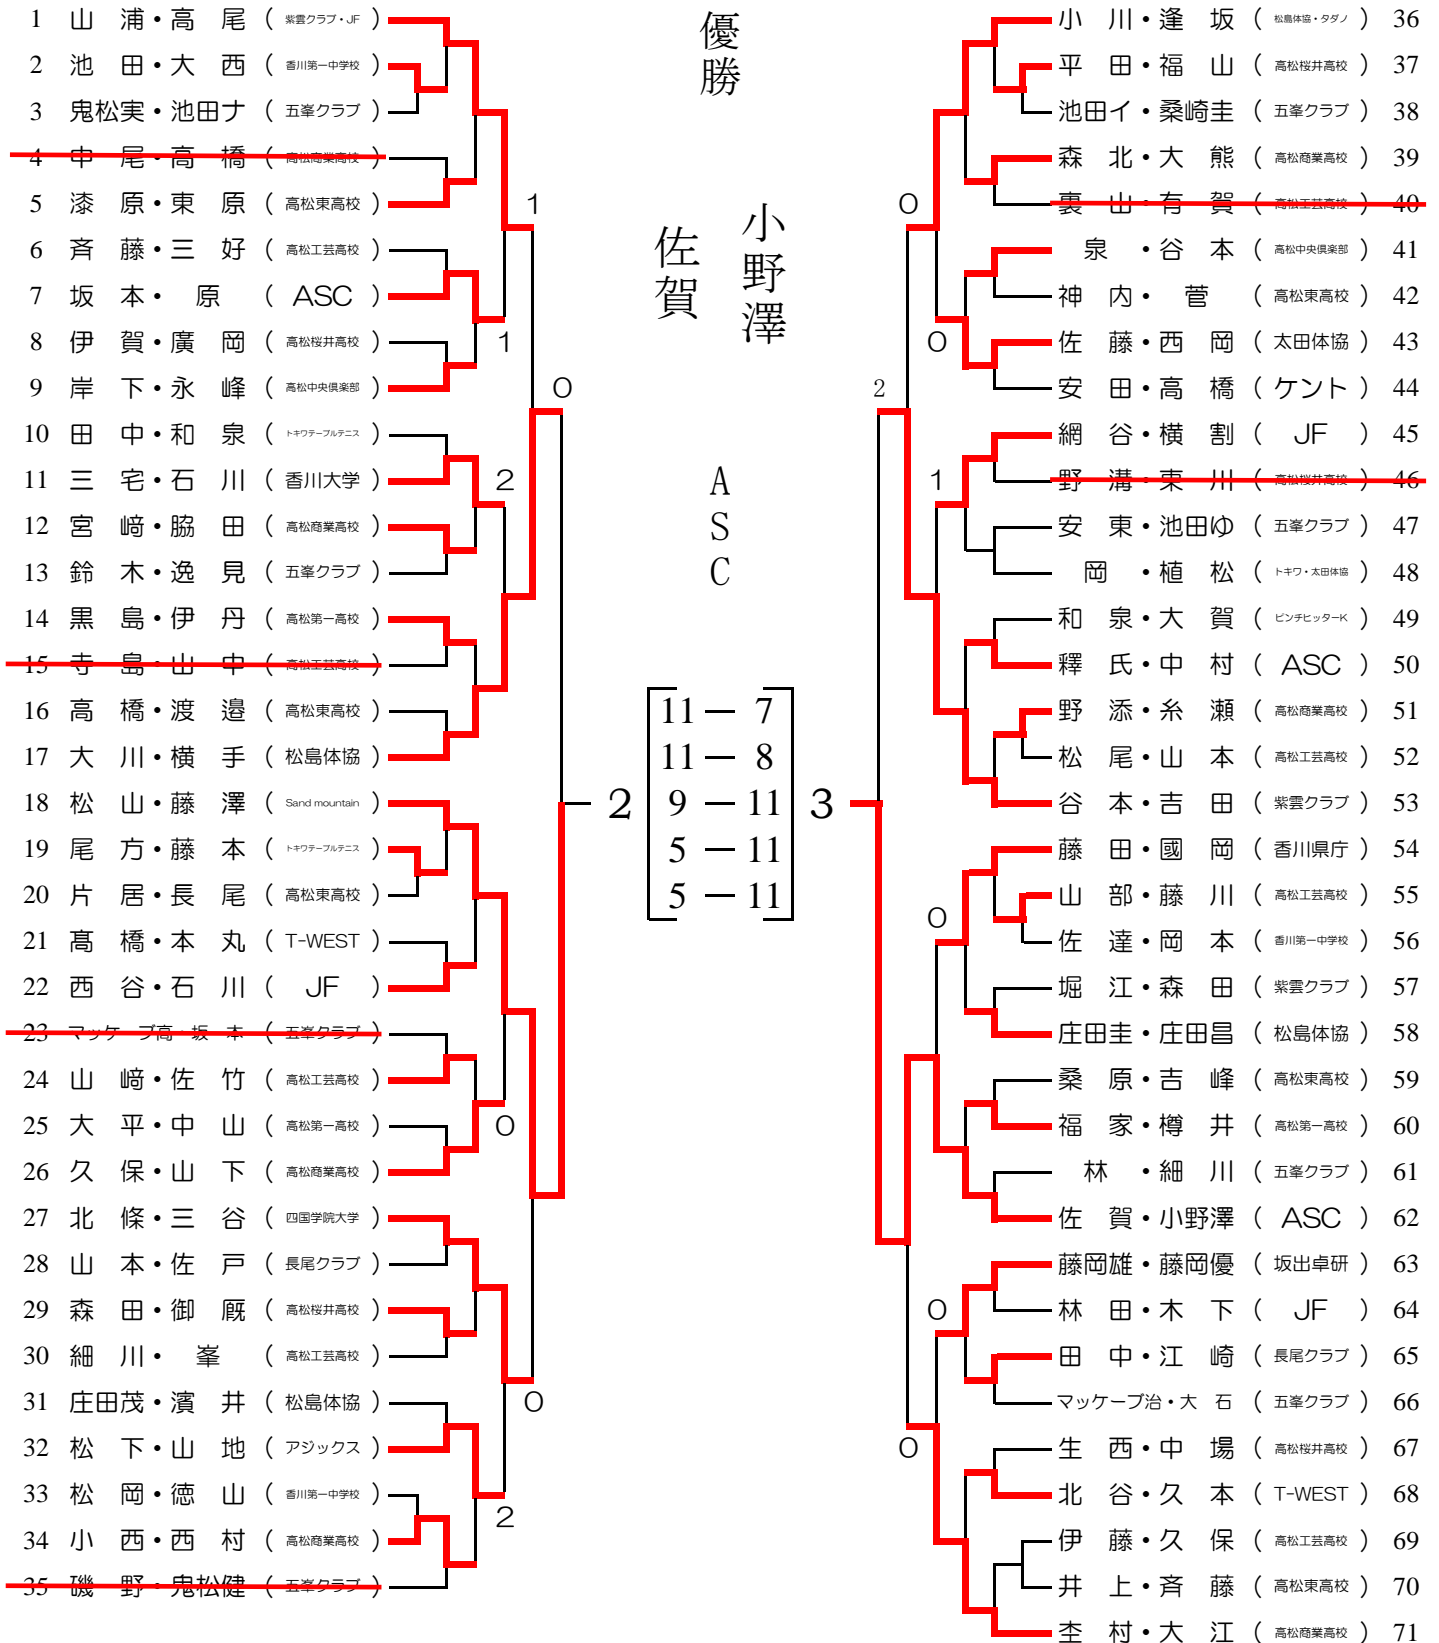 優勝
小野澤
佐賀
ASC
1 山 浦・高 尾 ( 紫雲クラブ・JF )
2 池 田・大 西 ( 香川第一中学校 )
3 鬼松実・池田ナ ( 五峯クラブ )
4 中 尾・高 橋 ( 高松商業高校 )
5 漆 原・東 原 ( 高松東高校 )
6 斉 藤・三 好 ( 高松工芸高校 )
7 坂 本・ 原 ( ASC )
8 伊 賀・廣 岡 ( 高松桜井高校 )
9 岸 下・永 峰 ( 高松中央倶楽部 )
10 田 中・和 泉 ( トキワテーブルテニス )
11 三 宅・石 川 ( 香川大学 )
12 宮 﨑・脇 田 ( 高松商業高校 )
13 鈴 木・逸 見 ( 五峯クラブ )
14 黒 島・伊 丹 ( 高松第一高校 )
15 寺 島・山 中 ( 高松工芸高校 )
16 高 橋・渡 邉 ( 高松東高校 )
17 大 川・横 手 ( 松島体協 )
18 松 山・藤 澤 ( Sand mountain )
19 尾 方・藤 本 ( トキワテーブルテニス )
20 片 居・長 尾 ( 高松東高校 )
21 髙 橋・本 丸 ( T-WEST )
22 西 谷・石 川 ( JF )
23 マッケーブ高・坂 本 ( 五峯クラブ )
24 山 﨑・佐 竹 ( 高松工芸高校 )
25 大 平・中 山 ( 高松第一高校 )
26 久 保・山 下 ( 高松商業高校 )
27 北 條・三 谷 ( 四国学院大学 )
28 山 本・佐 戸 ( 長尾クラブ )
29 森 田・御 厩 ( 高松桜井高校 )
30 細 川・ 峯 ( 高松工芸高校 )
31 庄田茂・濱 井 ( 松島体協 )
32 松 下・山 地 ( アジックス )
33 松 岡・徳 山 ( 香川第一中学校 )
34 小 西・西 村 ( 高松商業高校 )
35 磯 野・鬼松健 ( 五峯クラブ )
1
1
0
2
0
0
2
2
11 — 7
11 — 8
9 — 11
5 — 11
5 — 11
3
0
0
2
1
0
0
0
小 川・逢 坂 ( 松島体協・タダノ ) 36
平 田・福 山 ( 高松桜井高校 ) 37
池田イ・桑崎圭 ( 五峯クラブ ) 38
森 北・大 熊 ( 高松商業高校 ) 39
裏 山・有 賀 ( 高松工芸高校 ) 40
泉 ・谷 本 ( 高松中央倶楽部 ) 41
神 内・ 菅 ( 高松東高校 ) 42
佐 藤・西 岡 ( 太田体協 ) 43
安 田・高 橋 ( ケント ) 44
網 谷・横 割 ( JF ) 45
野 溝・東 川 ( 高松桜井高校 ) 46
安 東・池田ゆ ( 五峯クラブ ) 47
岡 ・植 松 ( トキワ・太田体協 ) 48
和 泉・大 賀 ( ピンチヒッターK ) 49
釋 氏・中 村 ( ASC ) 50
野 添・糸 瀬 ( 高松商業高校 ) 51
松 尾・山 本 ( 高松工芸高校 ) 52
谷 本・吉 田 ( 紫雲クラブ ) 53
藤 田・國 岡 ( 香川県庁 ) 54
山 部・藤 川 ( 高松工芸高校 ) 55
佐 達・岡 本 ( 香川第一中学校 ) 56
堀 江・森 田 ( 紫雲クラブ ) 57
庄田圭・庄田昌 ( 松島体協 ) 58
桑 原・吉 峰 ( 高松東高校 ) 59
福 家・樽 井 ( 高松第一高校 ) 60
林 ・細 川 ( 五峯クラブ ) 61
佐 賀・小野澤 ( ASC ) 62
藤岡雄・藤岡優 ( 坂出卓研 ) 63
林 田・木 下 ( JF ) 64
田 中・江 崎 ( 長尾クラブ ) 65
マッケーブ治・大 石 ( 五峯クラブ ) 66
生 西・中 場 ( 高松桜井高校 ) 67
北 谷・久 本 ( T-WEST ) 68
伊 藤・久 保 ( 高松工芸高校 ) 69
井 上・斉 藤 ( 高松東高校 ) 70
杢 村・大 江 ( 高松商業高校 ) 71